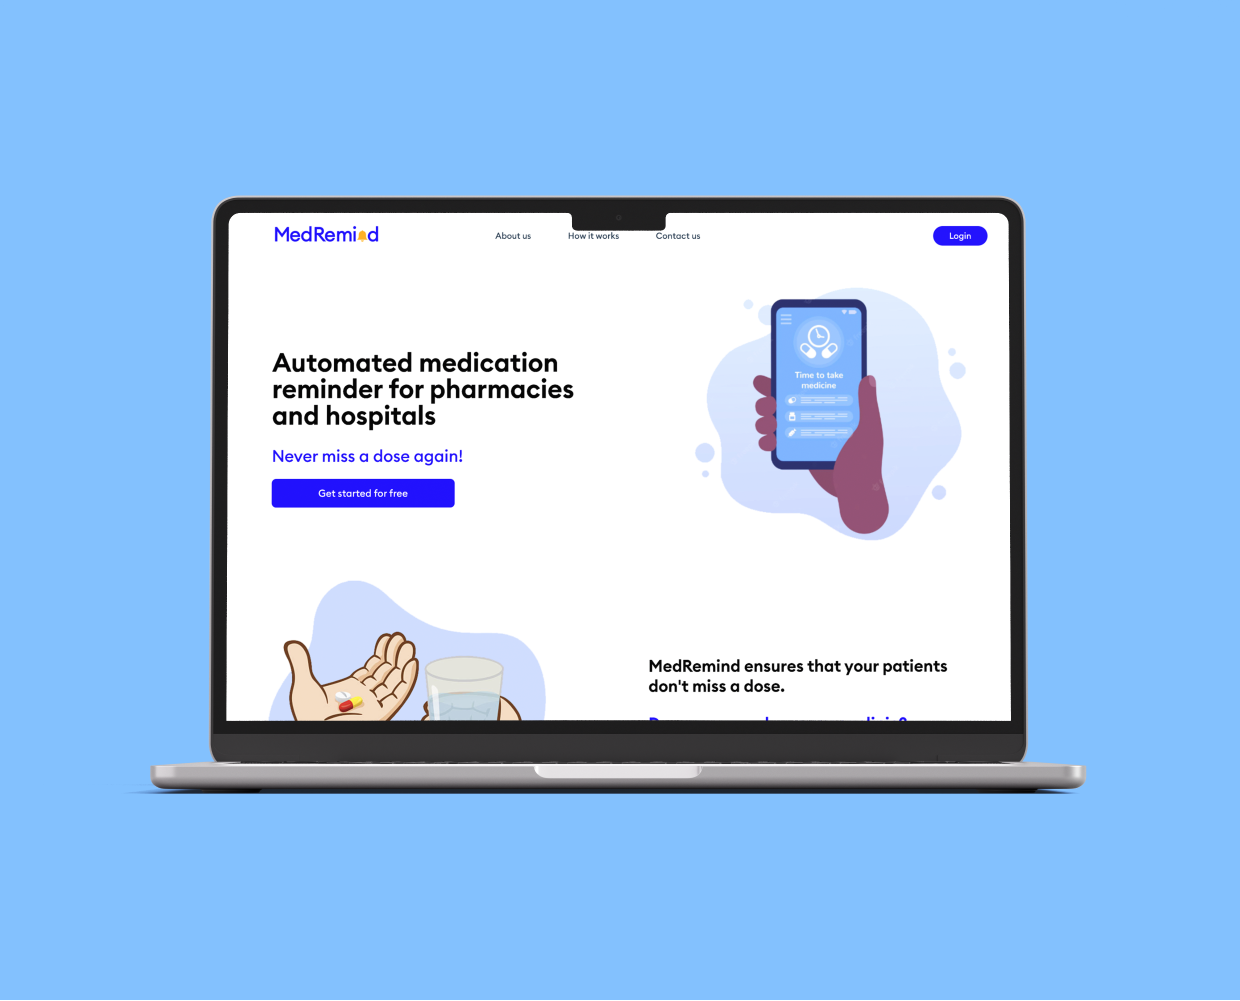 MedRemind
About us
How it works
Contact us
Login
Automated medication
reminder for pharmacies
and hospitals
Never miss a dose again!
Get started for free
Time to take
medicine
MedRemind ensures that your patients
don't miss a dose.